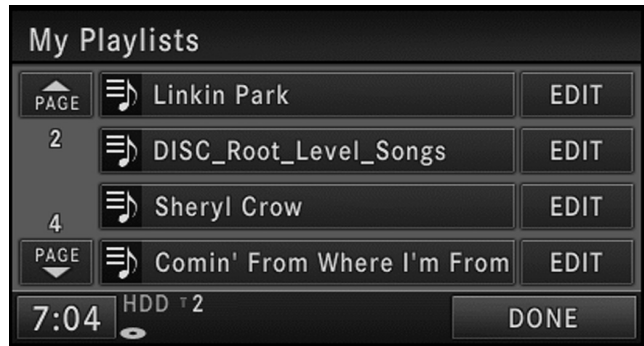 My Playlists
PAGE
Linkin Park
EDIT
2
DISC_Root_Level_Songs
EDIT
Sheryl Crow
EDIT
4
PAGE
Comin' From Where I'm From
EDIT
7:04
HDD T 2
DONE